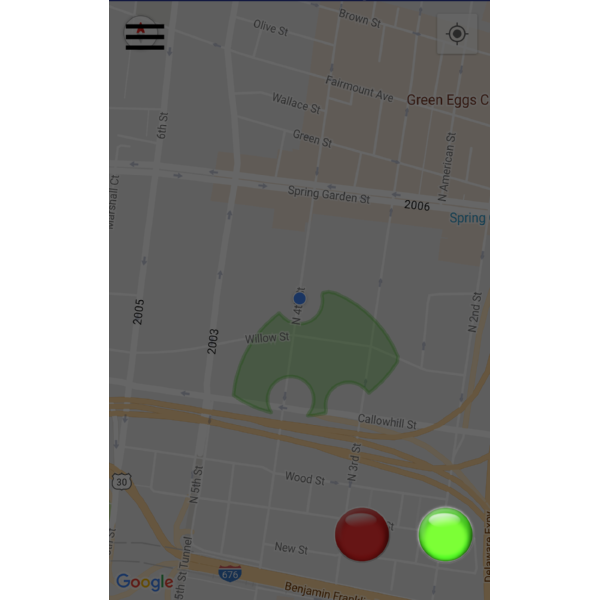 Brown St
Olive St
Fairmount Ave
Wallace St
Green Eggs C
6th St
Green St
N American St
Spring Garden St
2006
Marshall Ct
Spring
2005
2003
N 4th St
Willow St
N 2nd St
Callowhill St
N 3rd St
30
N 5th St
Wood St
New St
676
5th St Tunnel
Delaware Expy
Google
Benjamin Frankl